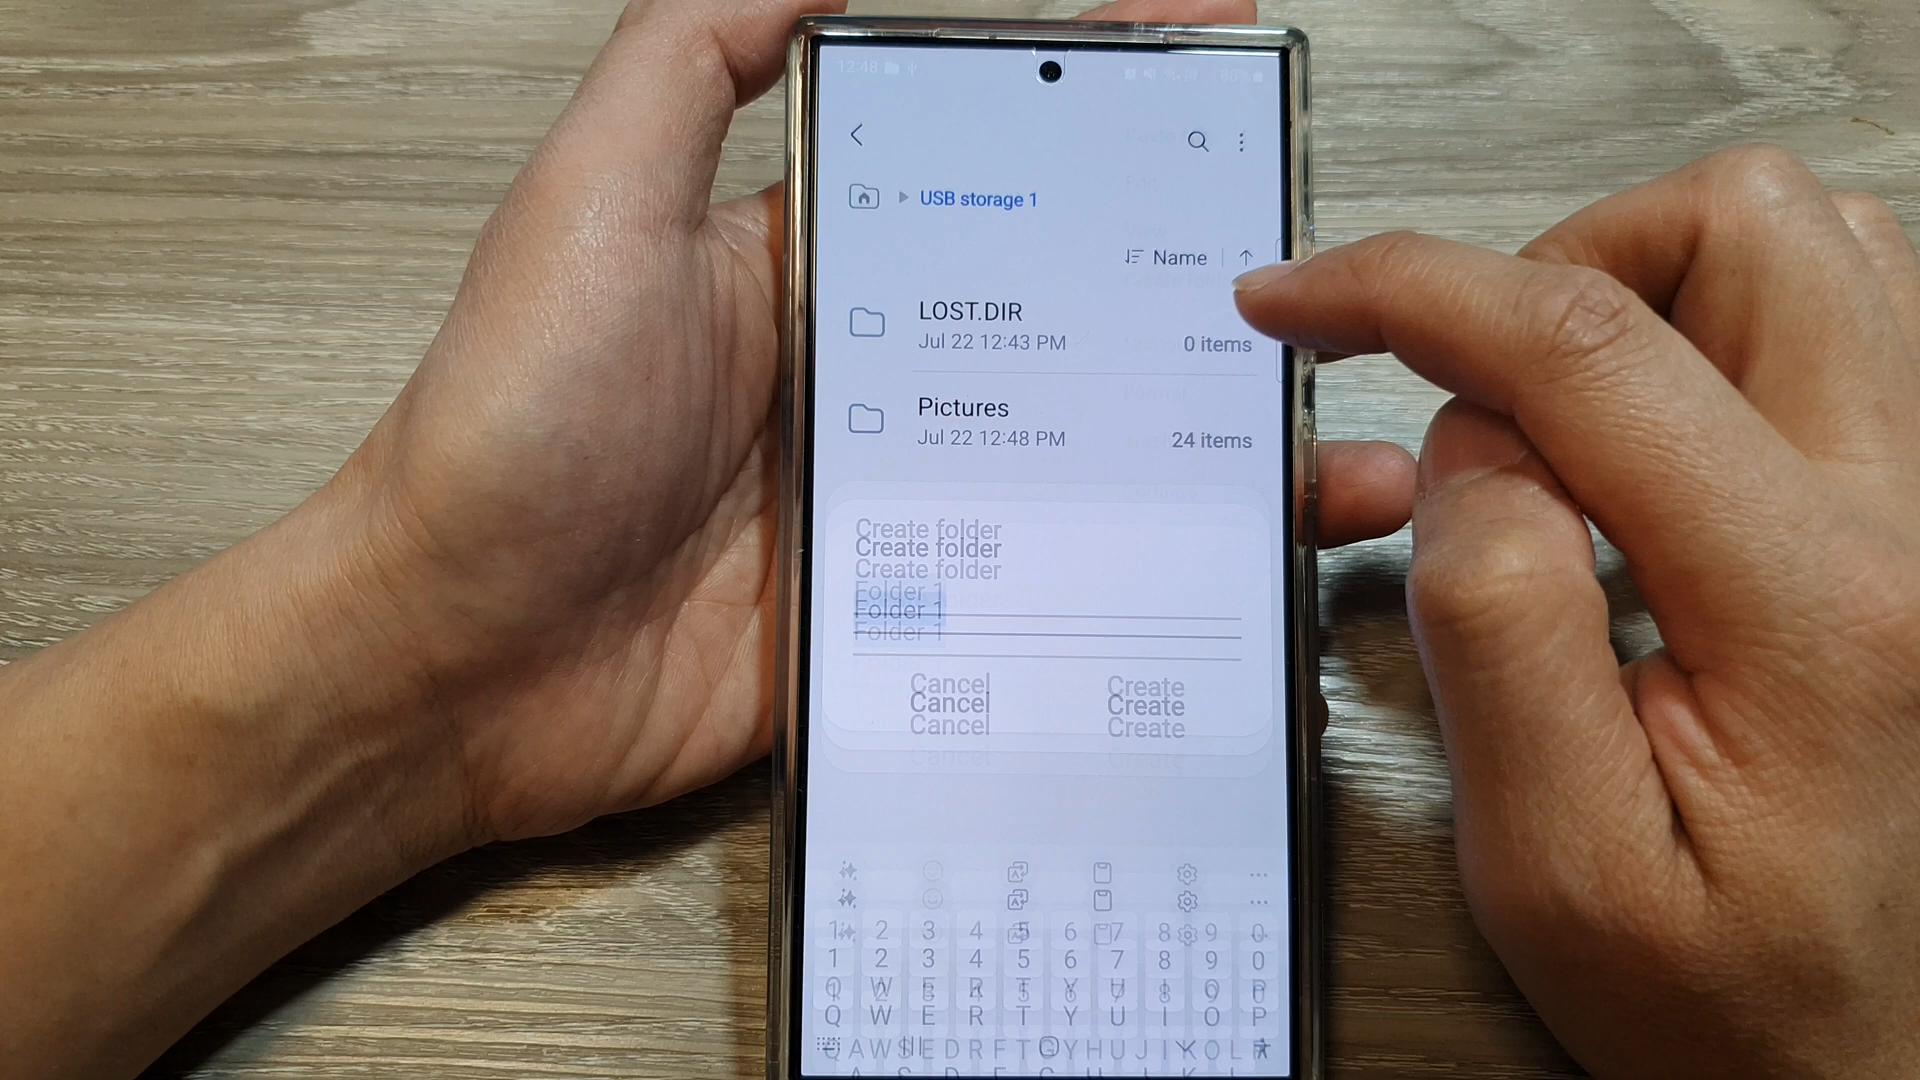 12:48
USB storage 1
Name
LOST.DIR
Jul 22 12:43 PM
0 items
Pictures
Jul 22 12:48 PM
24 items
Create folder
Create folder
Create folder
Folder 1
Folder 1
Folder 1
Cancel Create
Cancel Create
Cancel Create
Cancel Create
1 2 3 4 5 6 7 8 9 0
1 2 3 4 5 6 7 8 9 0
Q W E R T Y U I O P
Q W E R T Y U I O P